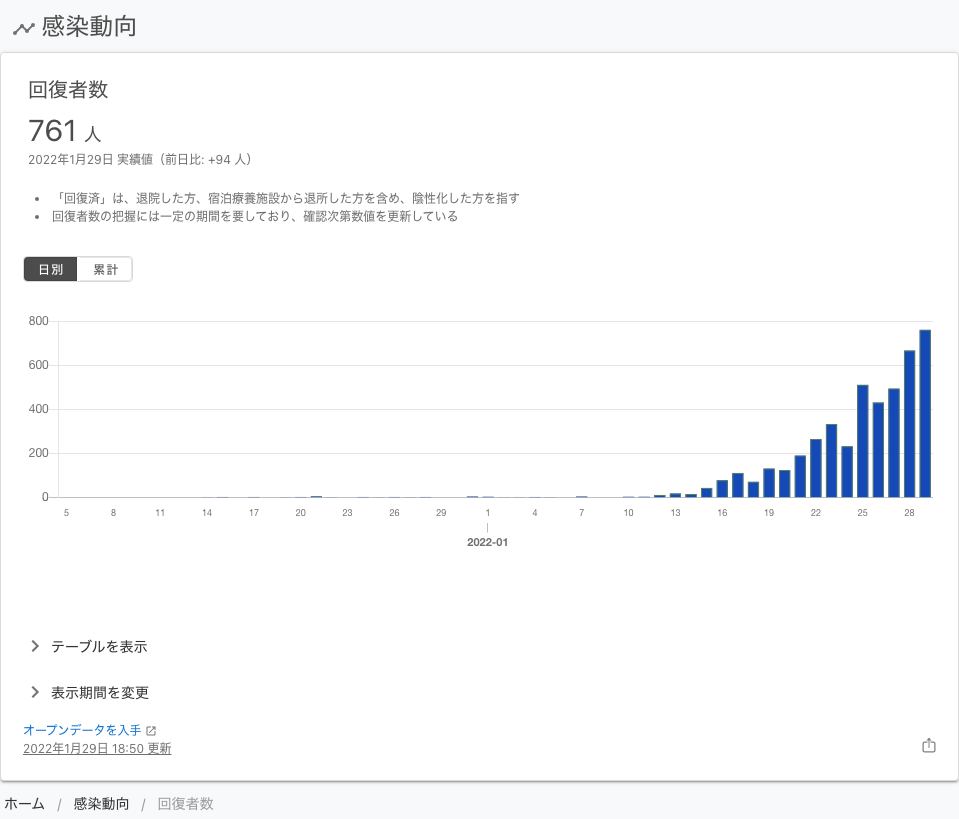 感染動向
回復者数
761 人
2022年1月29日 実績値（前日比: +94 人）
• 「回復済」は、退院した方、宿泊療養施設から退所した方を含め、陰性化した方を指す
• 回復者数の把握には一定の期間を要しており、確認次第数値を更新している
日別 累計
800
600
400
200
0
5 8 11 14 17 20 23 26 29 1 4 7 10 13 16 19 22 25 28
2022-01
テーブルを表示
表示期間を変更
オープンデータを入手
2022年1月29日 18:50 更新
ホーム / 感染動向 / 回復者数